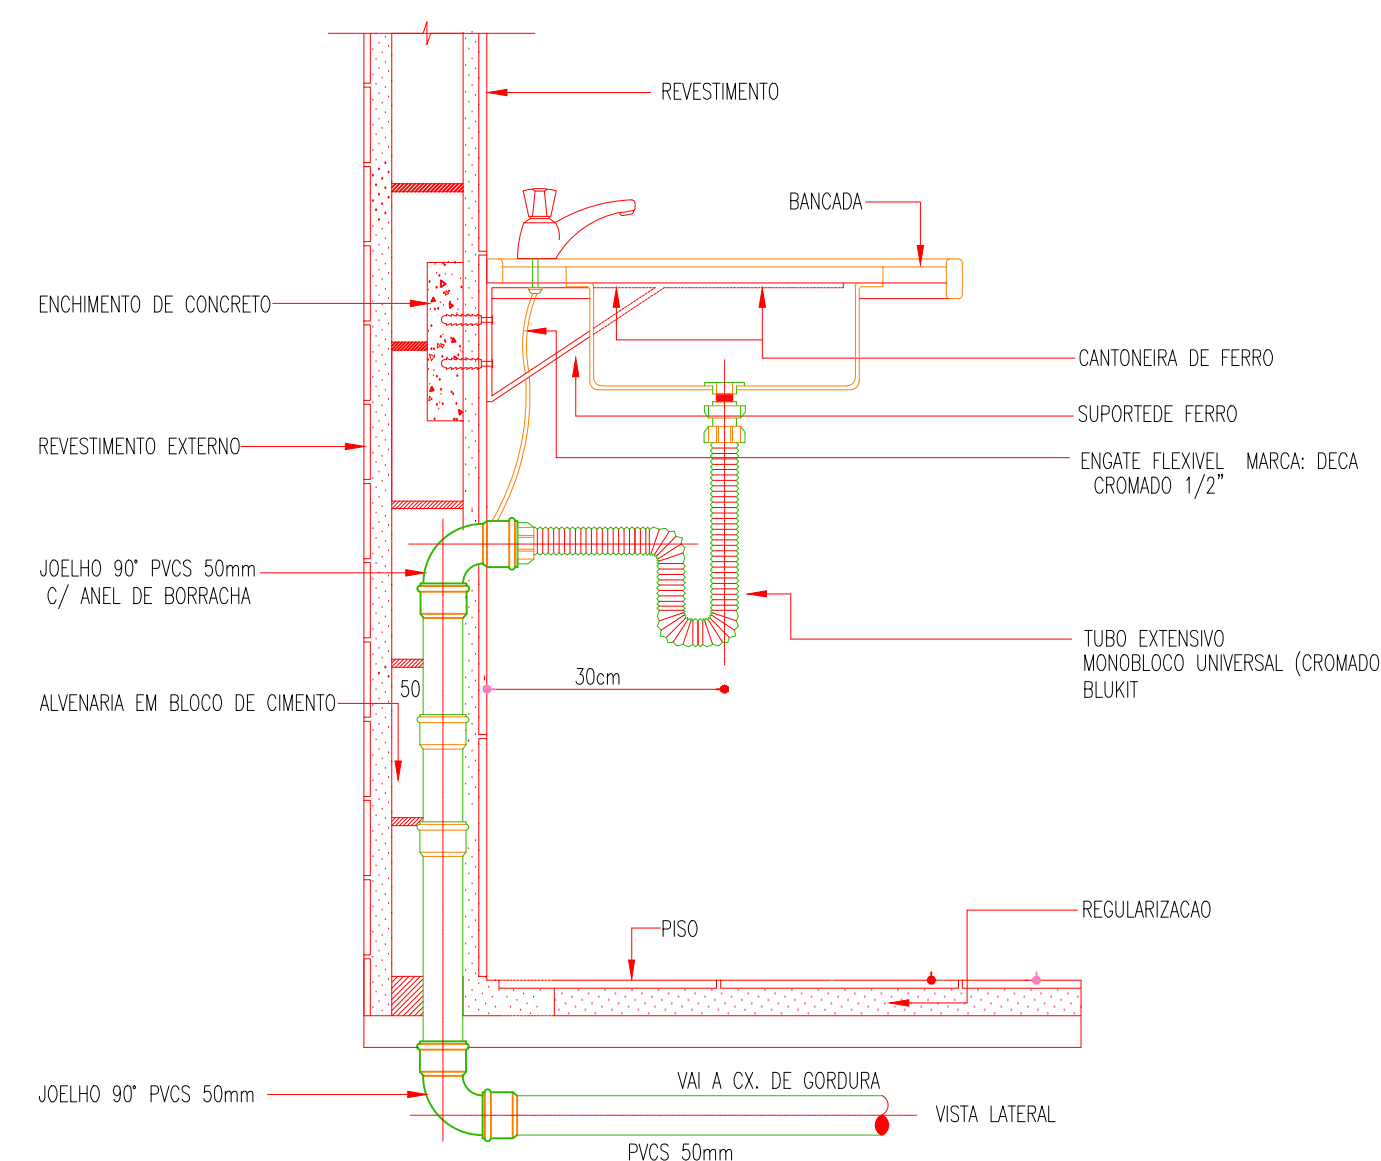 REVESTIMENTO
BANCADA
ENCHIMENTO DE CONCRETO
CANTONEIRA DE FERRO
SUPORTEDE FERRO
REVESTIMENTO EXTERNO
ENGATE FLEXIVEL MARCA: DECA
CROMADO 1/2"
JOELHO 90° PVCS 50mm
C/ ANEL DE BORRACHA
TUBO EXTENSIVO
MONOBLOCO UNIVERSAL (CROMADO
BLUKIT
30cm
50
ALVENARIA EM BLOCO DE CIMENTO
REGULARIZACAO
PISO
VAI A CX. DE GORDURA
JOELHO 90° PVCS 50mm
VISTA LATERAL
PVCS 50mm